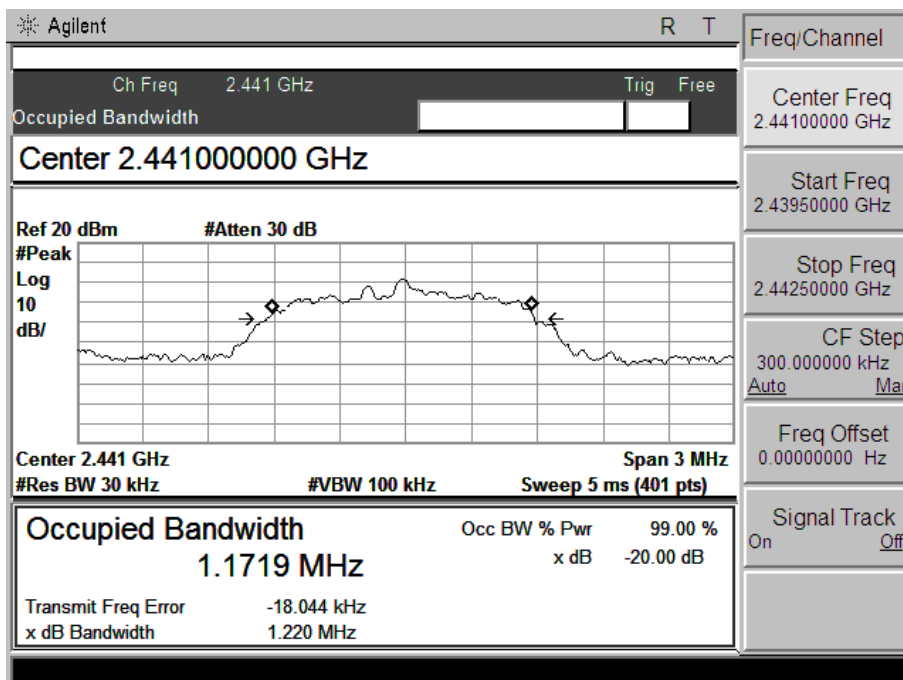 Agilent R T
Ch Freq 2.441 GHz Trig Free
Occupied Bandwidth
Center 2.441000000 GHz
Ref 20 dBm #Atten 30 dB
#Peak
Log
10
dB/
Center 2.441 GHz Span 3 MHz
#Res BW 30 kHz #VBW 100 kHz Sweep 5 ms (401 pts)
Occupied Bandwidth Occ BW % Pwr 99.00 %
1.1719 MHz x dB -20.00 dB
Transmit Freq Error -18.044 kHz
x dB Bandwidth 1.220 MHz
Freq/Channel
Center Freq
2.44100000 GHz
Start Freq
2.43950000 GHz
Stop Freq
2.44250000 GHz
CF Step
300.000000 kHz
Auto Mar
Freq Offset
0.00000000 Hz
Signal Track
On Off